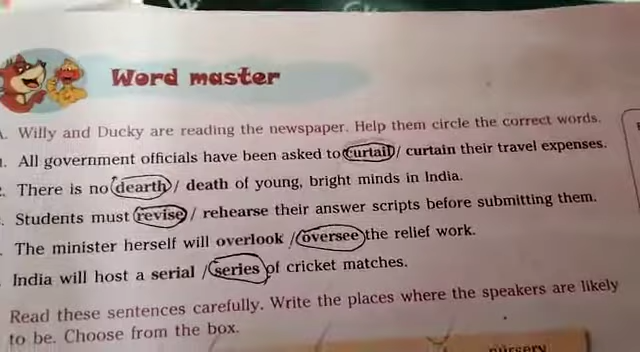 Word master
A. Willy and Ducky are reading the newspaper. Help them circle the correct words.
1. All government officials have been asked to curtail / curtain their travel expenses.
2. There is no dearth / death of young, bright minds in India.
Students must revise / rehearse their answer scripts before submitting them.
The minister herself will overlook / oversee the relief work.
India will host a serial / series of cricket matches.
Read these sentences carefully. Write the places where the speakers are likely
to be. Choose from the box.
nursery